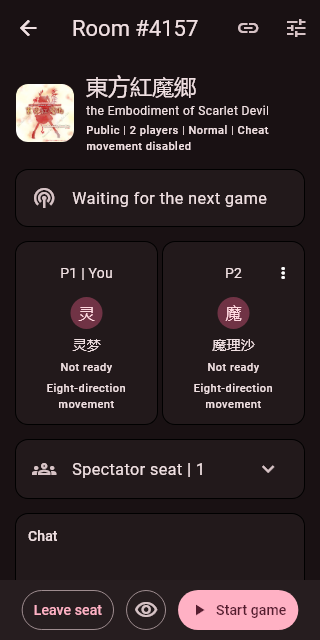 Room #4157
東方紅魔郷
the Embodiment of Scarlet Devil
Public | 2 players | Normal | Cheat
movement disabled
Waiting for the next game
P1 | You
灵
灵梦
Not ready
Eight-direction
movement
P2
魔
魔理沙
Not ready
Eight-direction
movement
Spectator seat | 1
Chat
Leave seat
Start game